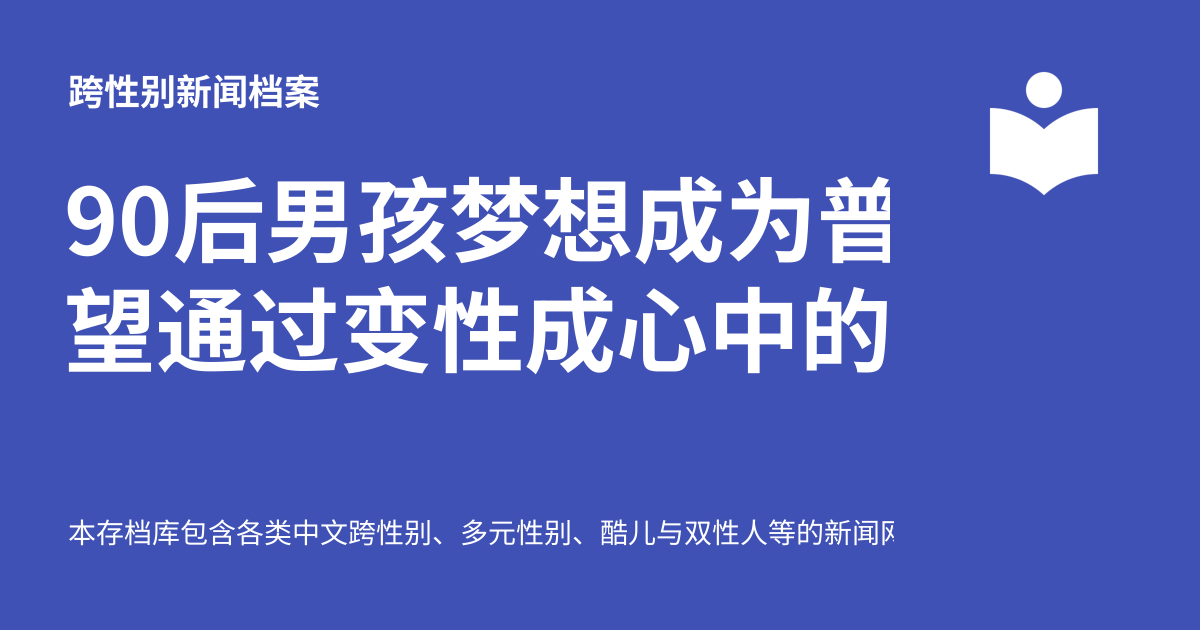 跨性别新闻档案
90后男孩梦想成为普
望通过变性成心中的
本存档库包含各类中文跨性别、多元性别、酷儿与双性人等的新闻网